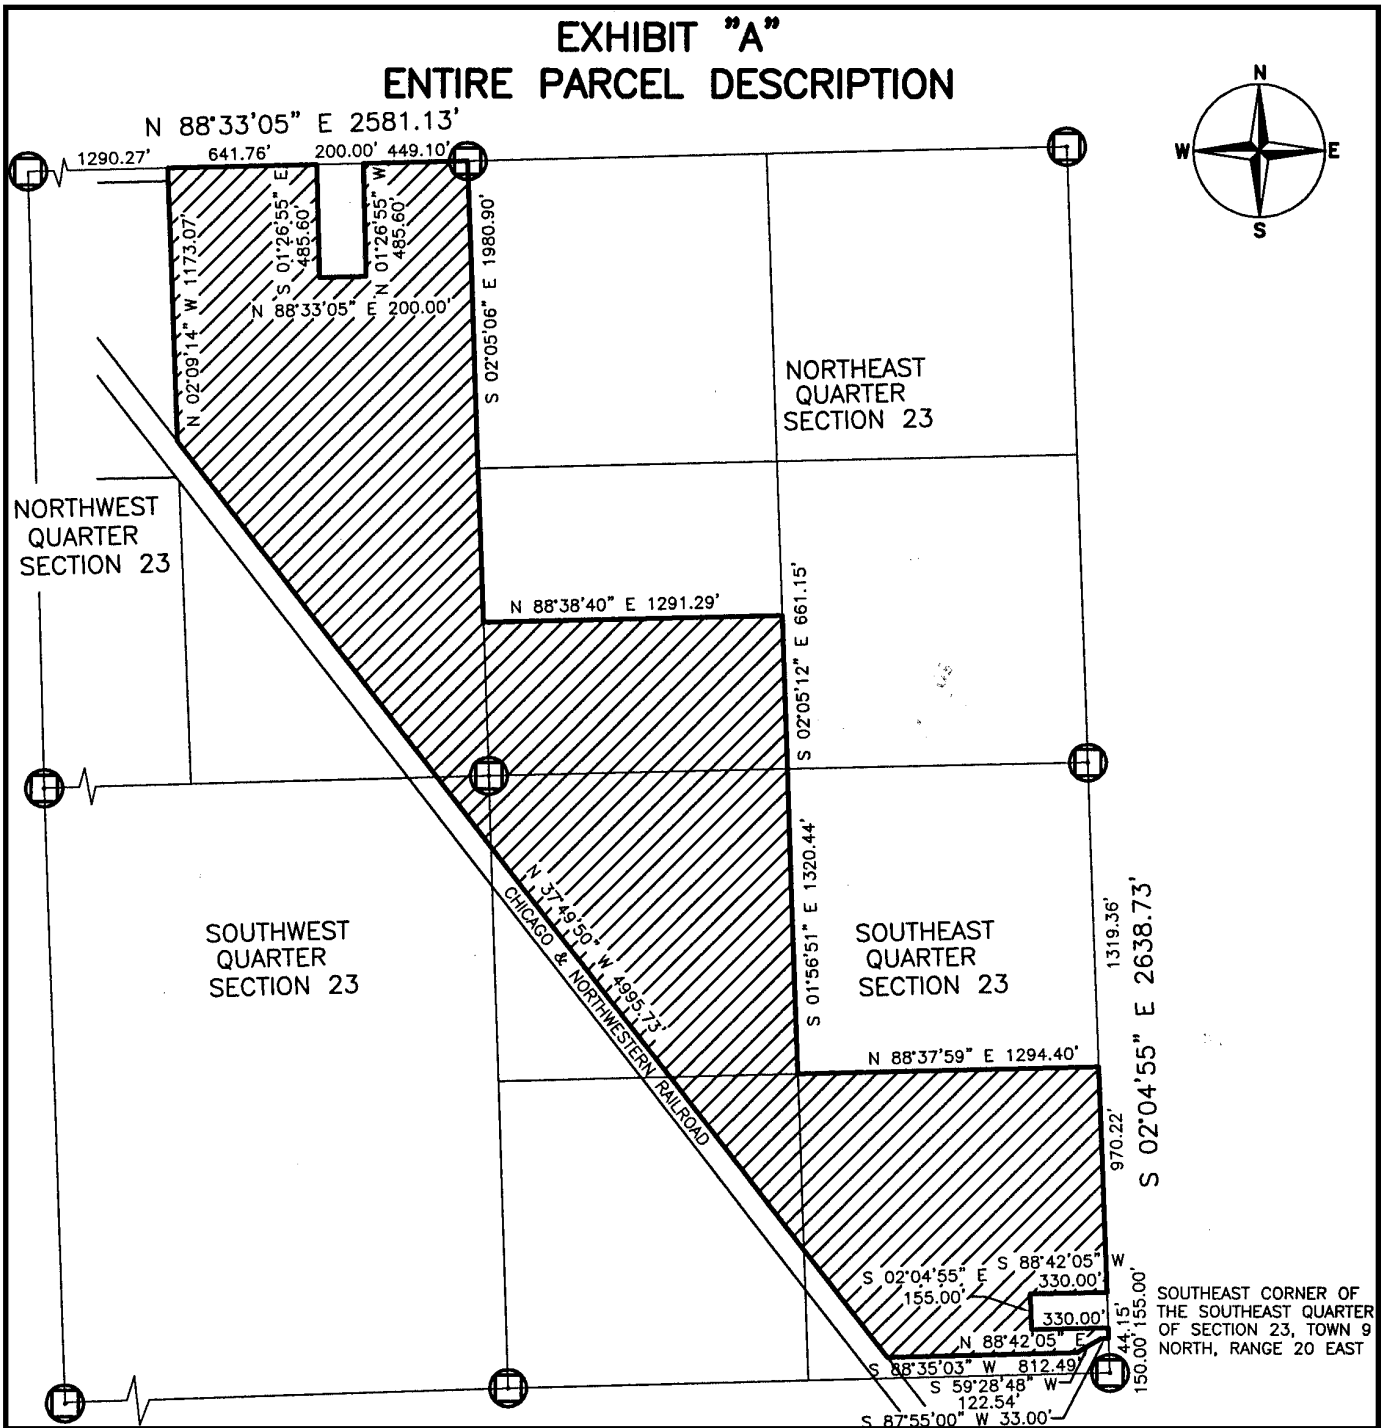 EXHIBIT "A"
ENTIRE PARCEL DESCRIPTION
N
W
E
S
N 88°33'05" E 2581.13'
1290.27'
641.76'
200.00'
449.10'
N 02°09'14" W 1173.07'
S 01°26'55" E
485.60'
N 01°26'55" W
485.60'
N 88°33'05" E 200.00'
S 02°05'06" E 1980.90'
NORTHEAST
QUARTER
SECTION 23
NORTHWEST
QUARTER
SECTION 23
N 88°38'40" E 1291.29'
S 02°05'12" E 661.15'
S 01°56'51" E 1320.44'
N 37°49'50" W 4995.73'
CHICAGO & NORTHWESTERN RAILROAD
SOUTHWEST
QUARTER
SECTION 23
SOUTHEAST
QUARTER
SECTION 23
1319.36'
S 02°04'55" E 2638.73'
N 88°37'59" E 1294.40'
970.22'
S 88°42'05" W
330.00'
S 02°04'55" E
155.00'
330.00'
N 88°42'05" E
155.00'
44.15'
150.00'
SOUTHEAST CORNER OF
THE SOUTHEAST QUARTER
OF SECTION 23, TOWN 9
NORTH, RANGE 20 EAST
S 88°35'03" W 812.49'
S 59°28'48" W
122.54'
S 87°55'00" W 33.00'